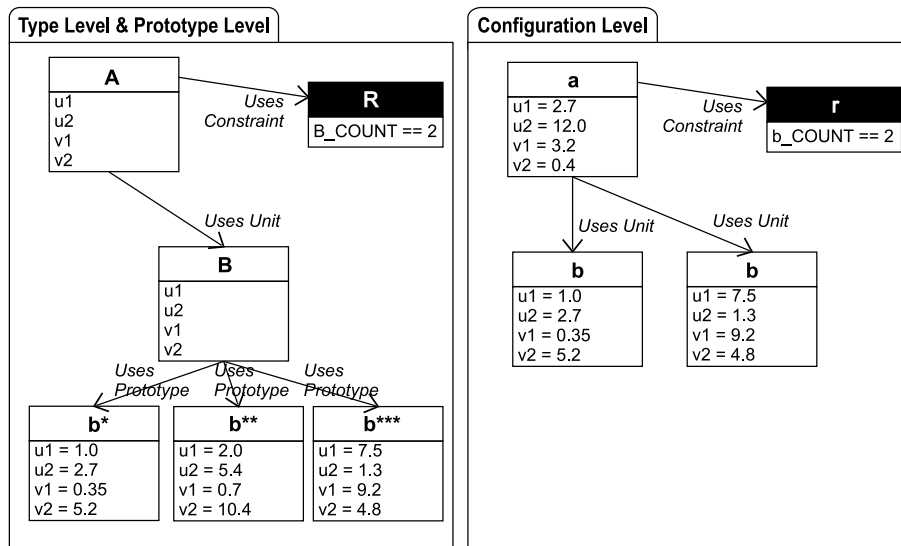 Type Level & Prototype Level
A
u1
u2
v1
v2
Uses
Constraint
R
B_COUNT == 2
Uses Unit
B
u1
u2
v1
v2
Uses
Prototype
Uses
Prototype
Uses
Prototype
b*
u1 = 1.0
u2 = 2.7
v1 = 0.35
v2 = 5.2
b**
u1 = 2.0
u2 = 5.4
v1 = 0.7
v2 = 10.4
b***
u1 = 7.5
u2 = 1.3
v1 = 9.2
v2 = 4.8
Configuration Level
a
u1 = 2.7
u2 = 12.0
v1 = 3.2
v2 = 0.4
Uses
Constraint
r
b_COUNT == 2
Uses Unit
Uses Unit
b
u1 = 1.0
u2 = 2.7
v1 = 0.35
v2 = 5.2
b
u1 = 7.5
u2 = 1.3
v1 = 9.2
v2 = 4.8